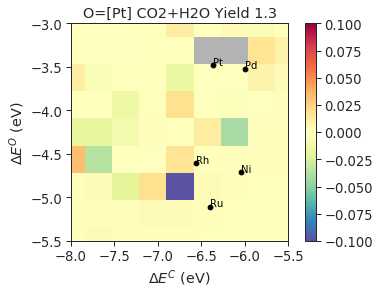 O=[Pt] CO2+H2O Yield 1.3
−3.0
−3.5
−4.0
−4.5
−5.0
−5.5
ΔE^O (eV)
Pt
Pd
Rh
Ni
Ru
−8.0 −7.5 −7.0 −6.5 −6.0 −5.5
ΔE^C (eV)
0.100
0.075
0.050
0.025
0.000
−0.025
−0.050
−0.075
−0.100